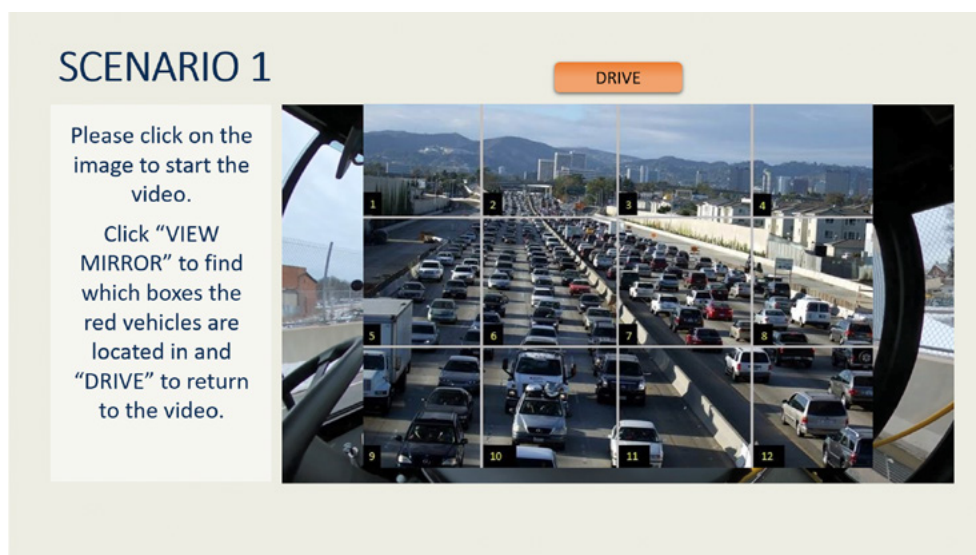 SCENARIO 1
DRIVE
Please click on the
image to start the
video.
Click “VIEW
MIRROR” to find
which boxes the
red vehicles are
located in and
“DRIVE” to return
to the video.
1 2 3 4
5 6 7 8
9 10 11 12